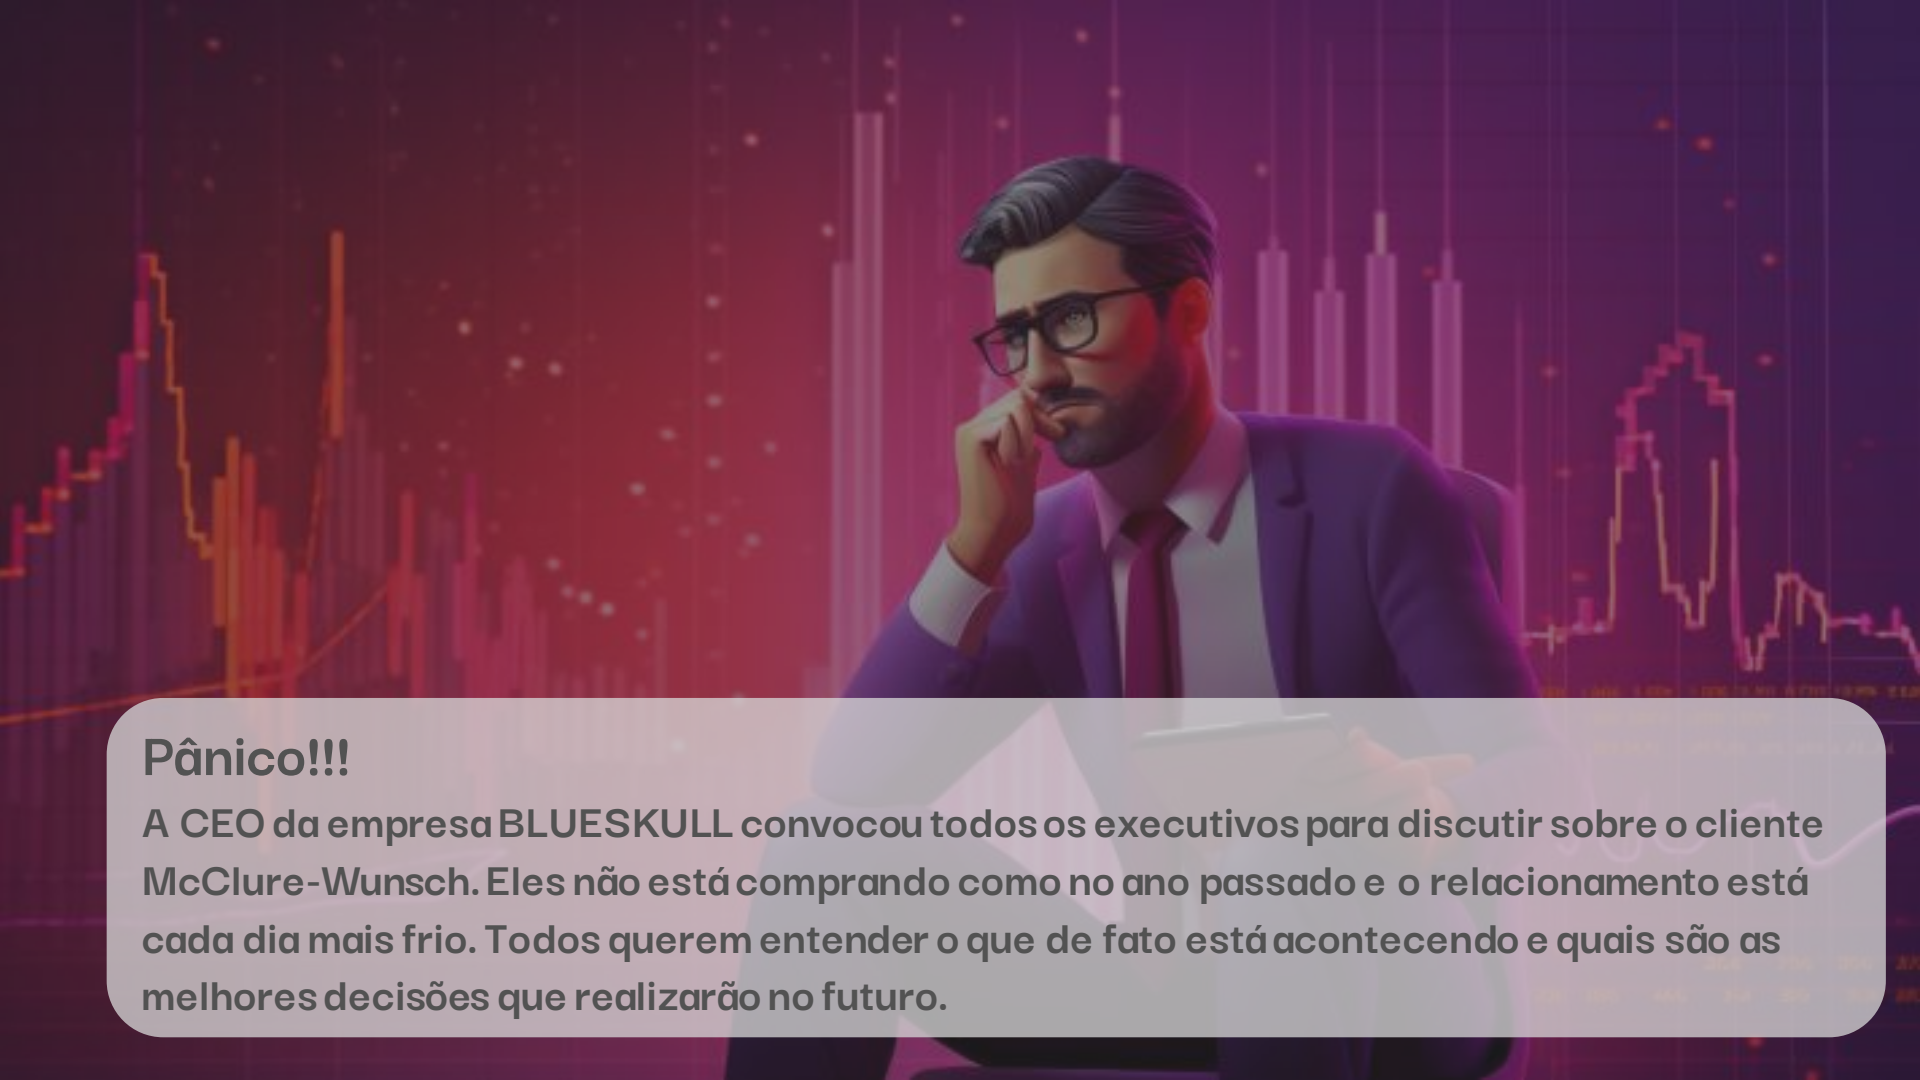 Pânico!!!
A CEO da empresa BLUESKULL convocou todos os executivos para discutir sobre o cliente
McClure-Wunsch. Eles não está comprando como no ano passado e o relacionamento está
cada dia mais frio. Todos querem entender o que de fato está acontecendo e quais são as
melhores decisões que realizarão no futuro.